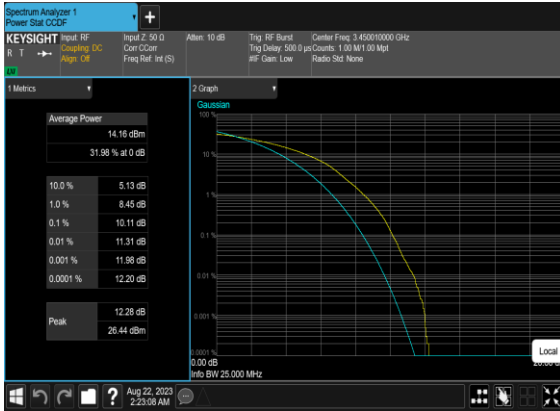 Spectrum Analyzer 1
Power Stat CCDF
+
KEYSIGHT
R T
Input: RF
Coupling: DC
Align: Off
Input Z: 50 Ω
Corr CCorr
Freq Ref: Int (S)
Atten: 10 dB
Trig: RF Burst
Trig Delay: 500.0 µs
#IF Gain: Low
Center Freq: 3.450010000 GHz
Counts: 1.00 M/1.00 Mpt
Radio Std: None
1 Metrics
Average Power
14.16 dBm
31.98 % at 0 dB
10.0 % 5.13 dB
1.0 % 8.45 dB
0.1 % 10.11 dB
0.01 % 11.31 dB
0.001 % 11.98 dB
0.0001 % 12.20 dB
Peak
12.28 dB
26.44 dBm
2 Graph
Gaussian
100 %
10 %
1 %
0.1 %
0.01 %
0.001 %
0.0001 %
0.00 dB
Info BW 25.000 MHz
Local
?
Aug 22, 2023
2:23:08 AM